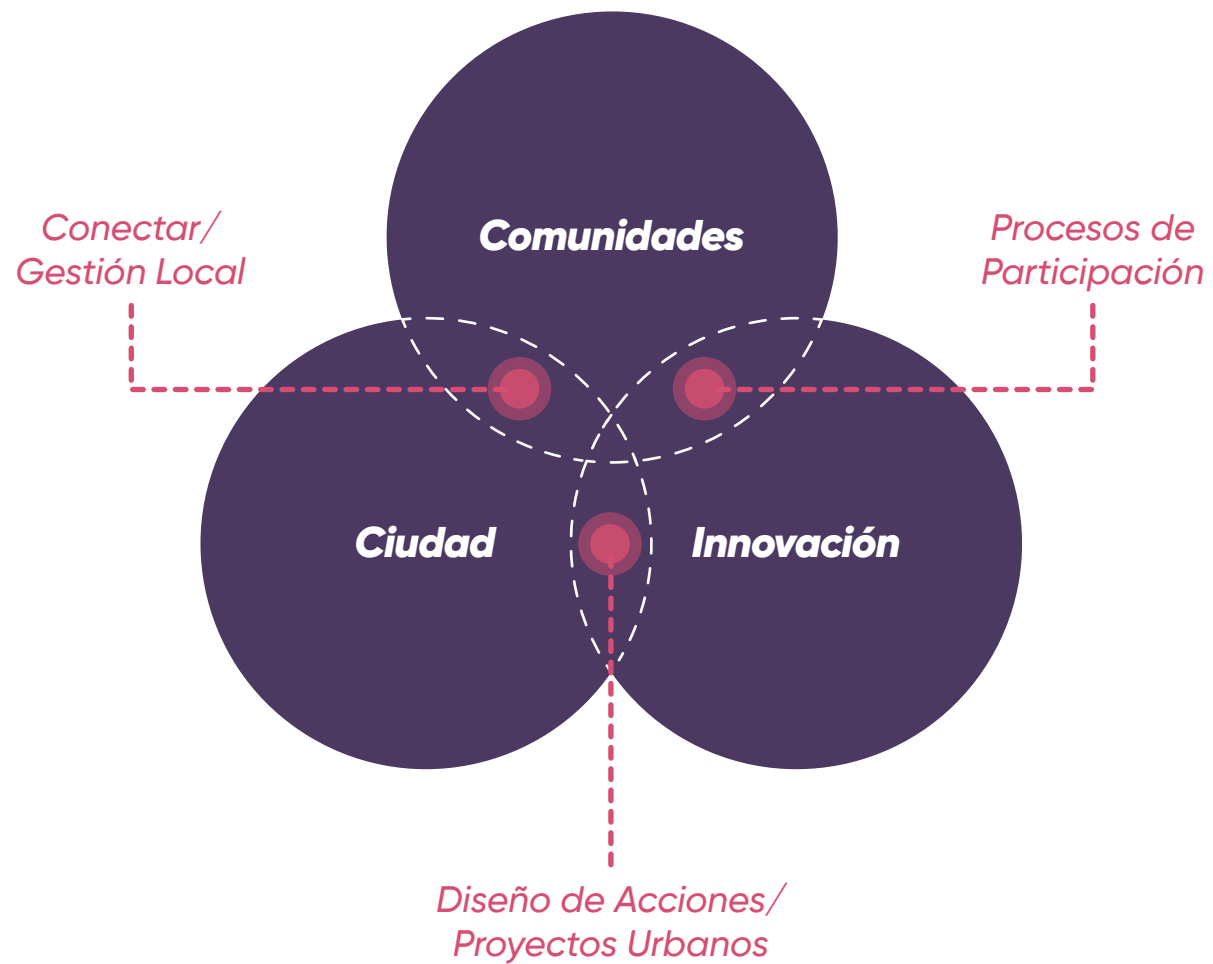 Conectar/
Gestión Local
Comunidades
Procesos de
Participación
Ciudad
Innovación
Diseño de Acciones/
Proyectos Urbanos